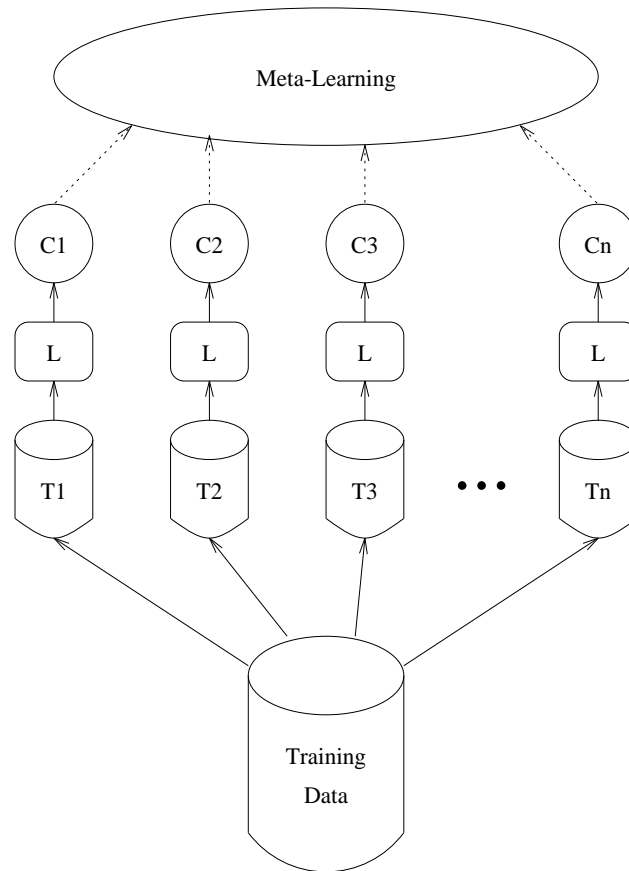 Meta-Learning
C1 C2 C3 Cn
L L L L
T1 T2 T3 Tn
Training
Data